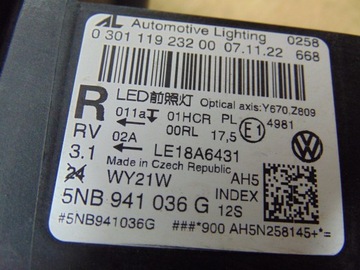 AL Automotive Lighting 0258
0 301 119 232 00 07.11.22 668
R LED前照灯 Optical axis:Y670.Z809
011a 01HCR PL E1 4981
RV 02A 00RL 17,5
3.1 LE18A6431
Made in Czech Republic
24 WY21W AH5
5NB 941 036 G INDEX 12S
#5NB941036G ###*900 AH5N258145+*=